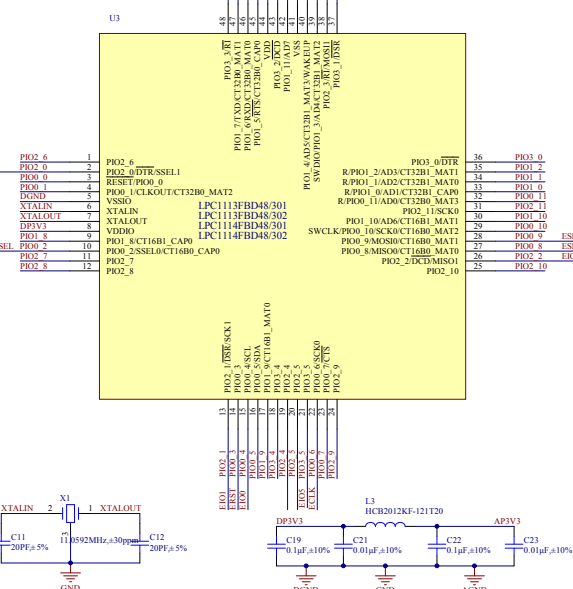 U3
48
47
46
45
44
43
42
41
40
39
38
37
PIO3_3/RI
PIO1_7/TXD/CT32B0_MAT1
PIO1_6/RXD/CT32B0_MAT0
PIO1_5/RTS/CT32B0_CAP0
VDD
PIO3_2/DCD
PIO1_11/AD7
VSS
PIO1_4/AD5/CT32B1_MAT3/WAKEUP
SWDIO/PIO1_3/AD4/CT32B1_MAT2
PIO2_3/RI/MOSI1
PIO3_1/DSR
PIO2_6 1 PIO2_6
PIO2_0 2 PIO2_0/DTR/SSEL1
PIO0_0 3 RESET/PIO0_0
PIO0_1 4 PIO0_1/CLKOUT/CT32B0_MAT2
DGND 5 VSSIO
XTALIN 6 XTALIN
XTALOUT 7 XTALOUT
DP3V3 8 VDDIO
PIO1_8 9 PIO1_8/CT16B1_CAP0
SEL PIO0_2 10 PIO0_2/SSEL0/CT16B0_CAP0
PIO2_7 11 PIO2_7
PIO2_8 12 PIO2_8
LPC1113FBD48/301
LPC1113FBD48/302
LPC1114FBD48/301
LPC1114FBD48/302
PIO3_0/DTR 36 PIO3_0
R/PIO1_2/AD3/CT32B1_MAT1 35 PIO1_2
R/PIO1_1/AD2/CT32B1_MAT0 34 PIO1_1
R/PIO1_0/AD1/CT32B1_CAP0 33 PIO1_0
R/PIO0_11/AD0/CT32B0_MAT3 32 PIO0_11
PIO2_11/SCK0 31 PIO2_11
PIO1_10/AD6/CT16B1_MAT1 30 PIO1_10
SWCLK/PIO0_10/SCK0/CT16B0_MAT2 29 PIO0_10
PIO0_9/MOSI0/CT16B0_MAT1 28 PIO0_9
PIO0_8/MISO0/CT16B0_MAT0 27 PIO0_8
PIO2_2/DCD/MISO1 26 PIO2_2
PIO2_10 25 PIO2_10
PIO2_1/DSR/SCK1
PIO0_3
PIO0_4/SCL
PIO0_5/SDA
PIO1_9/CT16B1_MAT0
PIO3_4
PIO2_4
PIO2_5
PIO3_5
PIO0_6/SCK0
PIO0_7/CTS
PIO2_9
13
14
15
16
17
18
19
20
21
22
23
24
EIO1 PIO2_1
ERST PIO0_3
EIO0 PIO0_4
PIO0_5
PIO1_9
PIO3_4
PIO2_4
PIO2_5
EIO5 PIO3_5
ECLK PIO0_6
PIO0_7
PIO2_9
XTALIN 2 X1 1 XTALOUT
3
11.0592MHz,±30ppm
C11
20PF,±5%
C12
20PF,±5%
GND
L3
HCB2012KF-121T20
DP3V3
AP3V3
C19
0.1μF,±10%
C21
0.01μF,±10%
C22
0.1μF,±10%
C23
0.01μF,±10%
DGND
GND
AGND